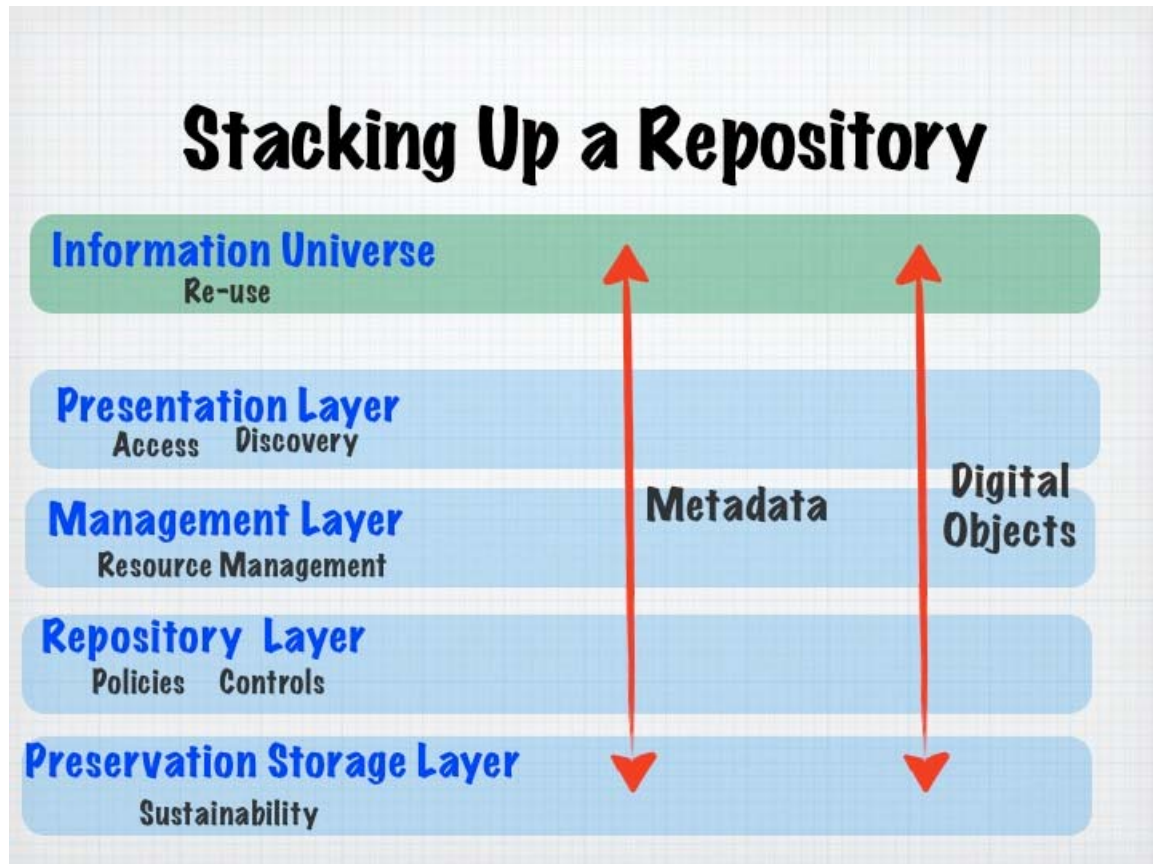 Stacking Up a Repository
Information Universe
Re-use
Presentation Layer
Access Discovery
Management Layer
Resource Management
Repository Layer
Policies Controls
Preservation Storage Layer
Sustainability
Metadata
Digital
Objects